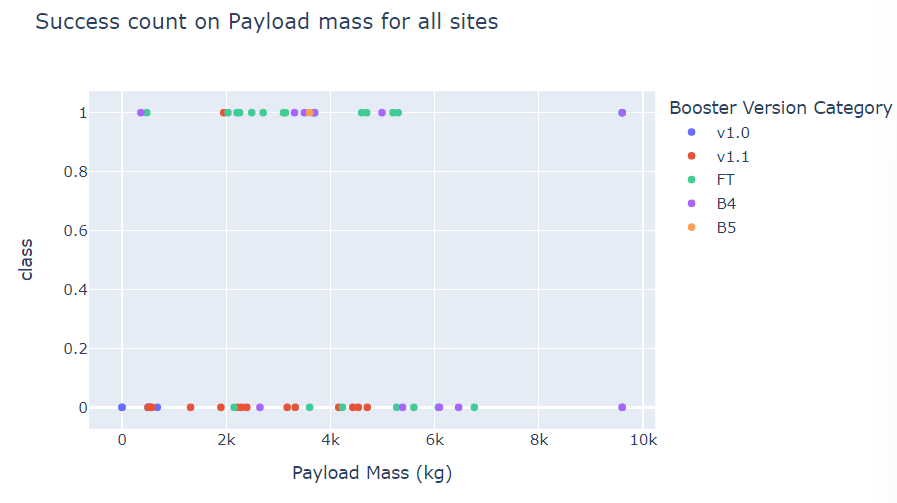 Success count on Payload mass for all sites
Booster Version Category
v1.0
v1.1
FT
B4
B5
class
1
0.8
0.6
0.4
0.2
0
0
2k
4k
6k
8k
10k
Payload Mass (kg)